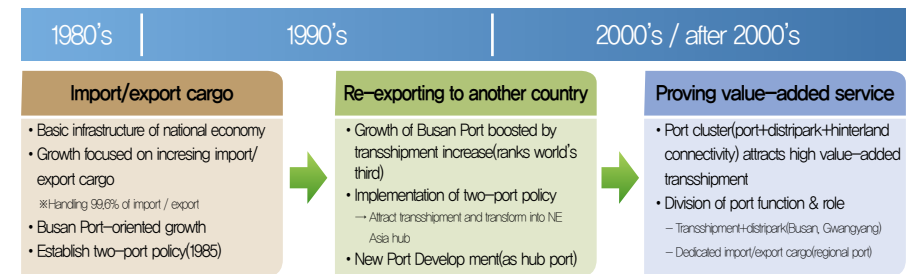 1980's
1990's
2000's / after 2000's
Import/export cargo
• Basic infrastructure of national economy
• Growth focused on incresing import/
export cargo
※Handling 99.6% of import / export
• Busan Port-oriented growth
• Establish two-port policy(1985)
Re-exporting to another country
• Growth of Busan Port boosted by
transshipment increase(ranks world's
third)
• Implementation of two-port policy
→ Attract transshipment and transform into NE
Asia hub
• New Port Develop ment(as hub port)
Proving value-added service
• Port cluster(port+distripark+hinterland
connectivity) attracts high value-added
transshipment
• Division of port function & role
- Transshipment+distripark(Busan, Gwangyang)
- Dedicated import/export cargo(regional port)